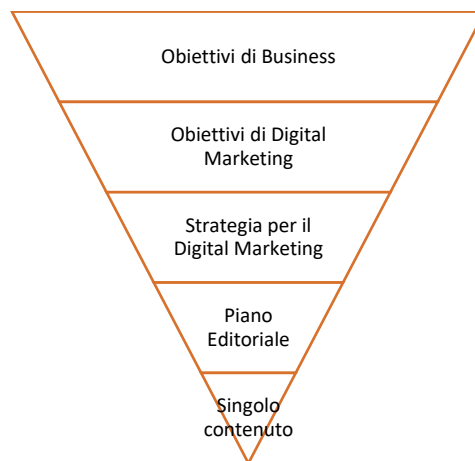 Obiettivi di Business
Obiettivi di Digital
Marketing
Strategia per il
Digital Marketing
Piano
Editoriale
Singolo
contenuto